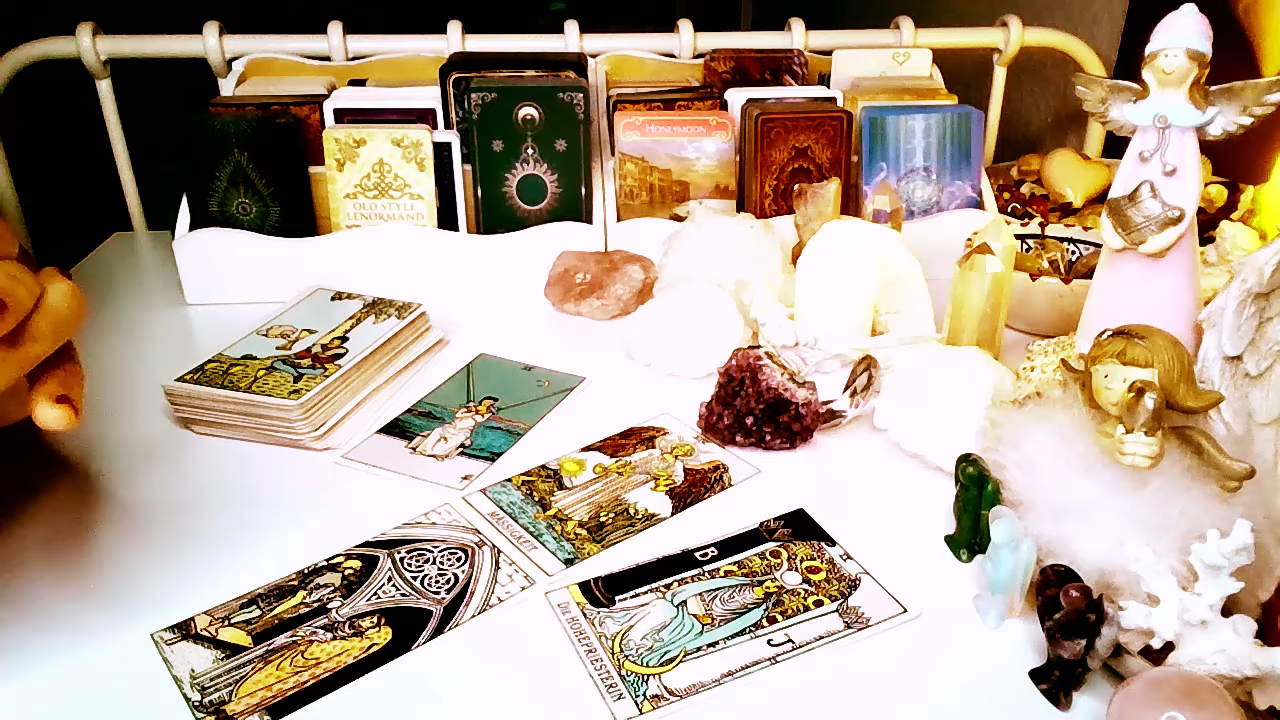 HONEYMOON
OLD STYLE
LENORMAND
MÄSSIGKEIT
B
J
DIE HOHEPRIESTERIN